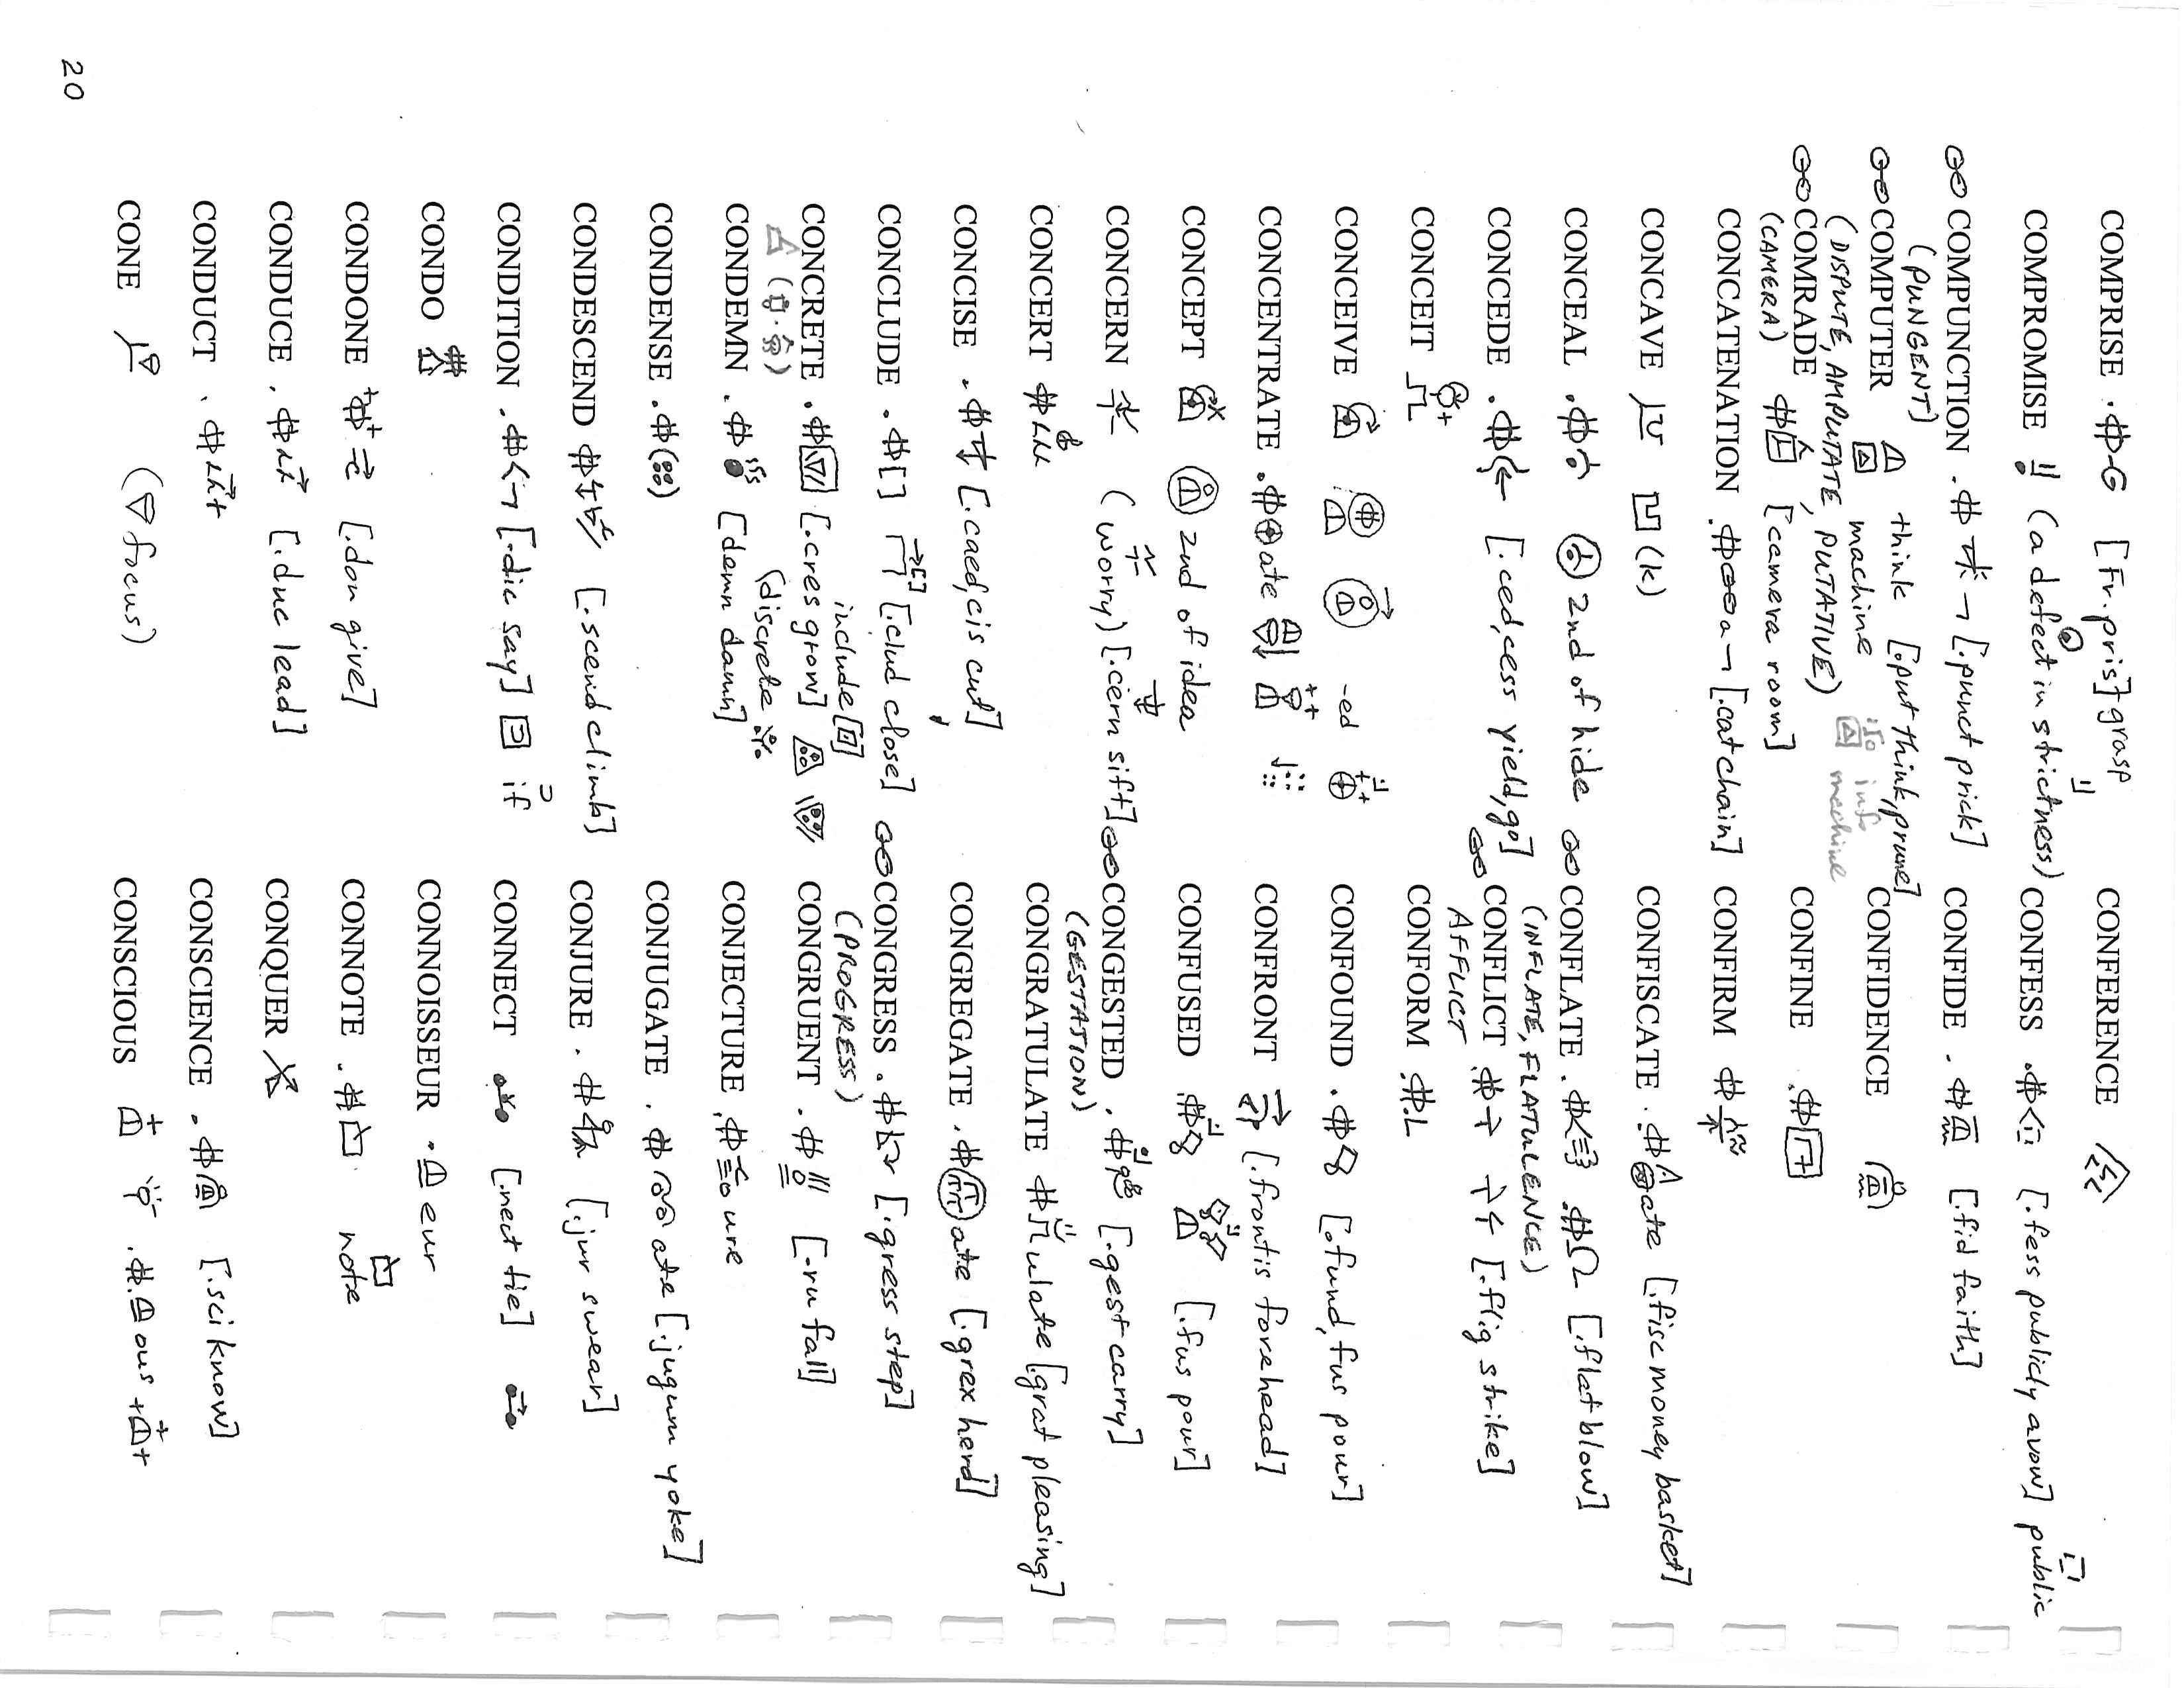 COMPRISE [Fr. pris] grasp
COMPROMISE (a defect in strictness)
COMPUNCTION [.punct prick]
(PUNGENT)
COMPUTER think [.put think, prune]
machine info machine
(DISPUTE, AMPUTATE, PUTATIVE)
COMRADE [camera room]
(CAMERA)
CONCATENATION [.cat chain]
CONCAVE (k)
CONCEAL 2nd of hide
CONCEDE [.ced, cess yield, go]
CONCEIT
CONCEIVE -ed
CONCENTRATE ate
CONCEPT 2nd of idea
CONCERN (worry) [.cern sift]
CONCERT
CONCISE [.caed, cis cut]
CONCLUDE [.clud close]
include
CONCRETE [.cres grow]
(discrete
CONDEMN [demn damn]
CONDENSE
CONDESCEND [.scend climb]
CONDITION [.dic say] if
CONDO
CONDONE [.don give]
CONDUCE [.duc lead]
CONDUCT
CONE (focus)
CONFERENCE
CONFESS [.fess publicly avow] public
CONFIDE [.fid faith]
CONFIDENCE
CONFINE
CONFIRM
CONFISCATE ate [.fisc money basket]
CONFLATE [.flat blow]
(INFLATE, FLATULENCE)
CONFLICT [.flig strike]
AFFLICT
CONFORM
CONFOUND [.fund, fus pour]
CONFRONT [.frontis forehead]
CONFUSED [.fus pour]
CONGESTED [.gest carry]
(GESTATION)
CONGRATULATE ulate [grat pleasing]
CONGREGATE ate [.grex herd]
CONGRESS [.gress step]
(PROGRESS)
CONGRUENT [.ru fall]
CONJECTURE ure
CONJUGATE ate [.jugum yoke]
CONJURE [.jur swear]
CONNECT [.nect tie]
CONNOISSEUR eur
CONNOTE note
CONQUER
CONSCIENCE [.sci know]
CONSCIOUS ous
20